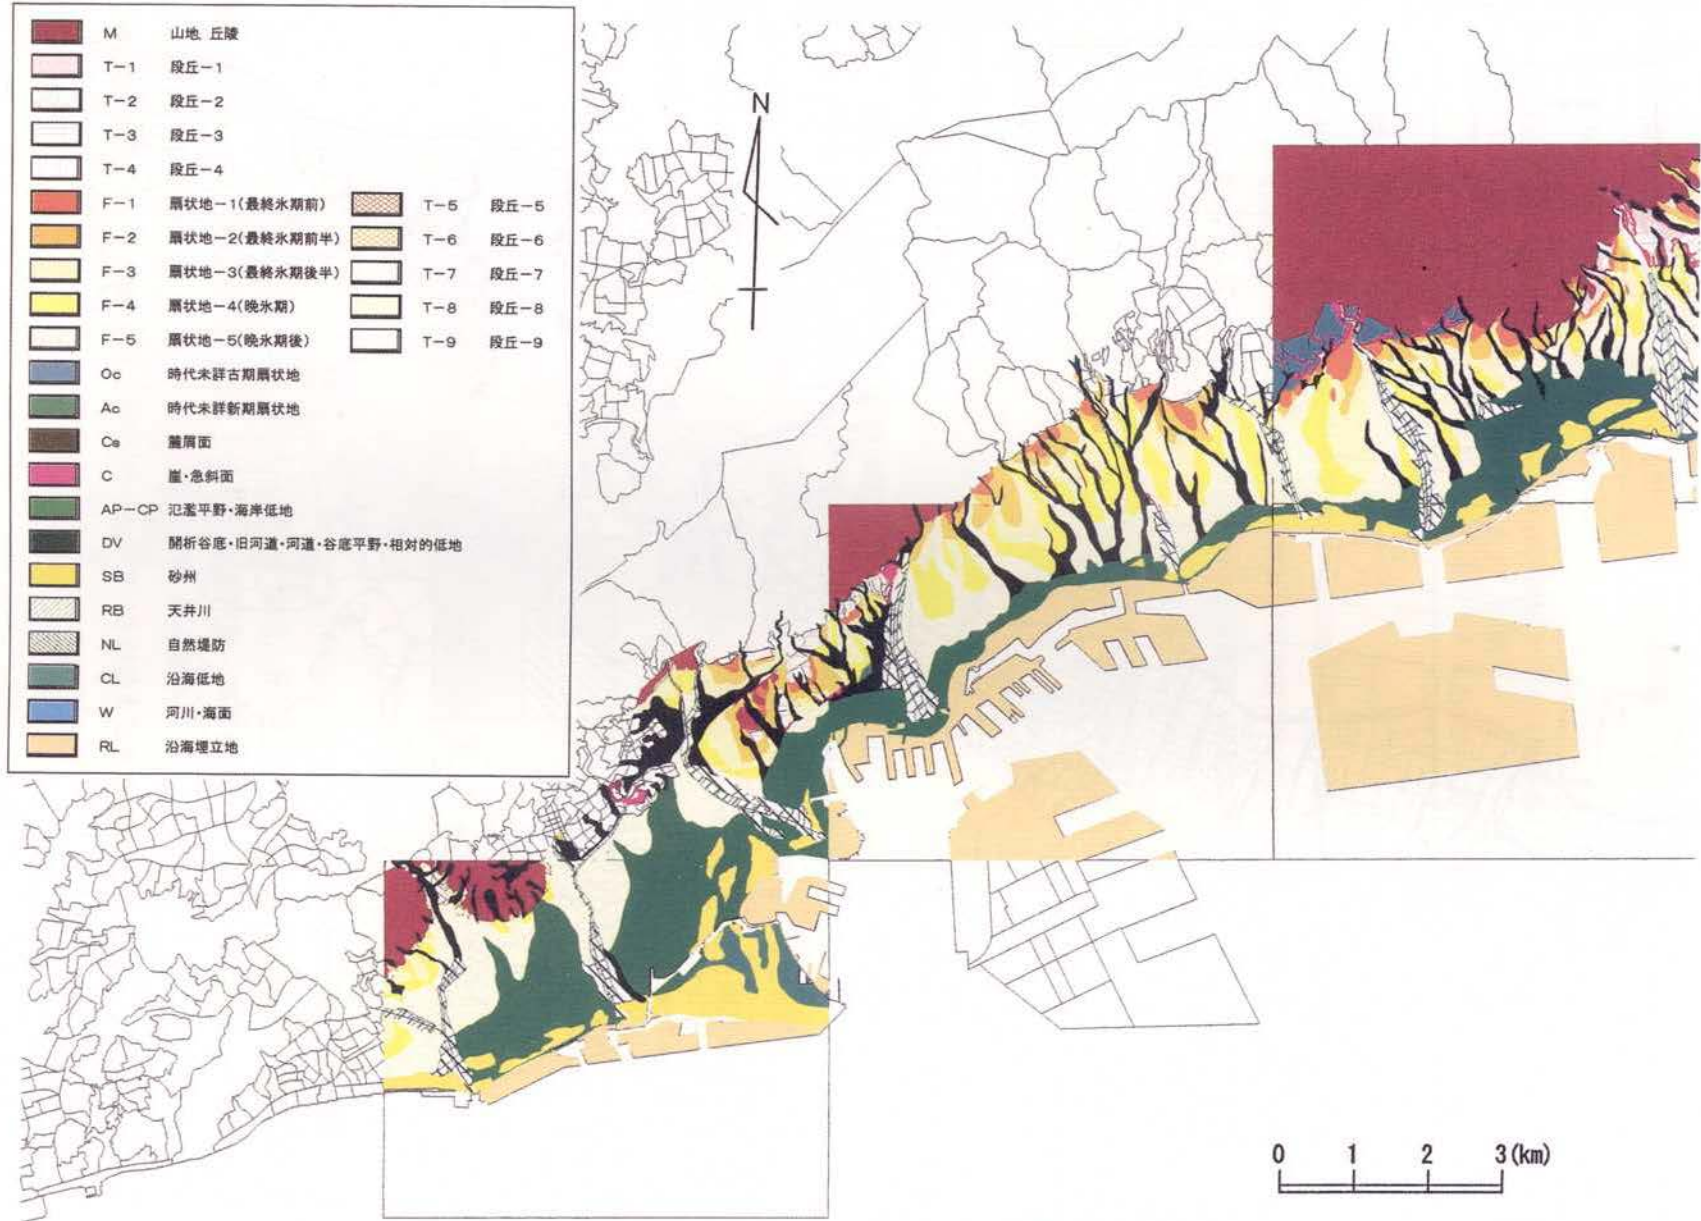 M 山地, 丘陵
T-1 段丘-1
T-2 段丘-2
T-3 段丘-3
T-4 段丘-4
F-1 扇状地-1(最終氷期前) T-5 段丘-5
F-2 扇状地-2(最終氷期前半) T-6 段丘-6
F-3 扇状地-3(最終氷期後半) T-7 段丘-7
F-4 扇状地-4(晩氷期) T-8 段丘-8
F-5 扇状地-5(晩氷期後) T-9 段丘-9
Oc 時代未詳古期扇状地
Ac 時代未詳新期扇状地
Cs 麓屑面
C 崖・急斜面
AP-CP 氾濫平野・海岸低地
DV 開析谷底・旧河道・河道・谷底平野・相対的低地
SB 砂州
RB 天井川
NL 自然堤防
CL 沿海低地
W 河川・海面
RL 沿海埋立地
N
0 1 2 3(km)